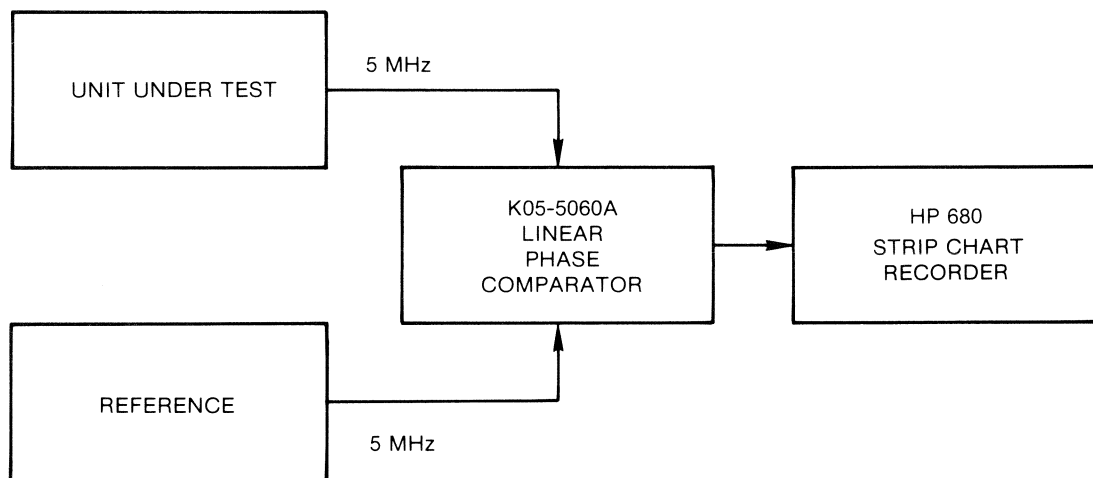 UNIT UNDER TEST
5 MHz
K05-5060A
LINEAR
PHASE
COMPARATOR
HP 680
STRIP CHART
RECORDER
REFERENCE
5 MHz